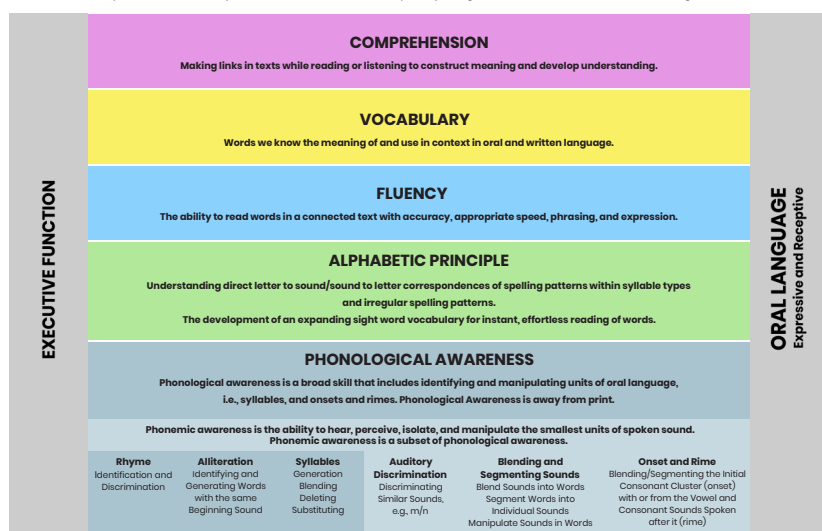 COMPREHENSION
Making links in texts while reading or listening to construct meaning and develop understanding.
VOCABULARY
Words we know the meaning of and use in context in oral and written language.
FLUENCY
The ability to read words in a connected text with accuracy, appropriate speed, phrasing, and expression.
ALPHABETIC PRINCIPLE
Understanding direct letter to sound/sound to letter correspondences of spelling patterns within syllable types
and irregular spelling patterns.
The development of an expanding sight word vocabulary for instant, effortless reading of words.
PHONOLOGICAL AWARENESS
Phonological awareness is a broad skill that includes identifying and manipulating units of oral language,
i.e., syllables, and onsets and rimes. Phonological Awareness is away from print.
Phonemic awareness is the ability to hear, perceive, isolate, and manipulate the smallest units of spoken sound.
Phonemic awareness is a subset of phonological awareness.
Rhyme
Identification and
Discrimination
Alliteration
Identifying and
Generating Words
with the same
Beginning Sound
Syllables
Generation
Blending
Deleting
Substituting
Auditory
Discrimination
Discriminating
Similar Sounds,
e.g., m/n
Blending and
Segmenting Sounds
Blend Sounds into Words
Segment Words into
Individual Sounds
Manipulate Sounds in Words
Onset and Rime
Blending/Segmenting the Initial
Consonant Cluster (onset)
with or from the Vowel and
Consonant Sounds Spoken
after it (rime)
EXECUTIVE FUNCTION
ORAL LANGUAGE
Expressive and Receptive